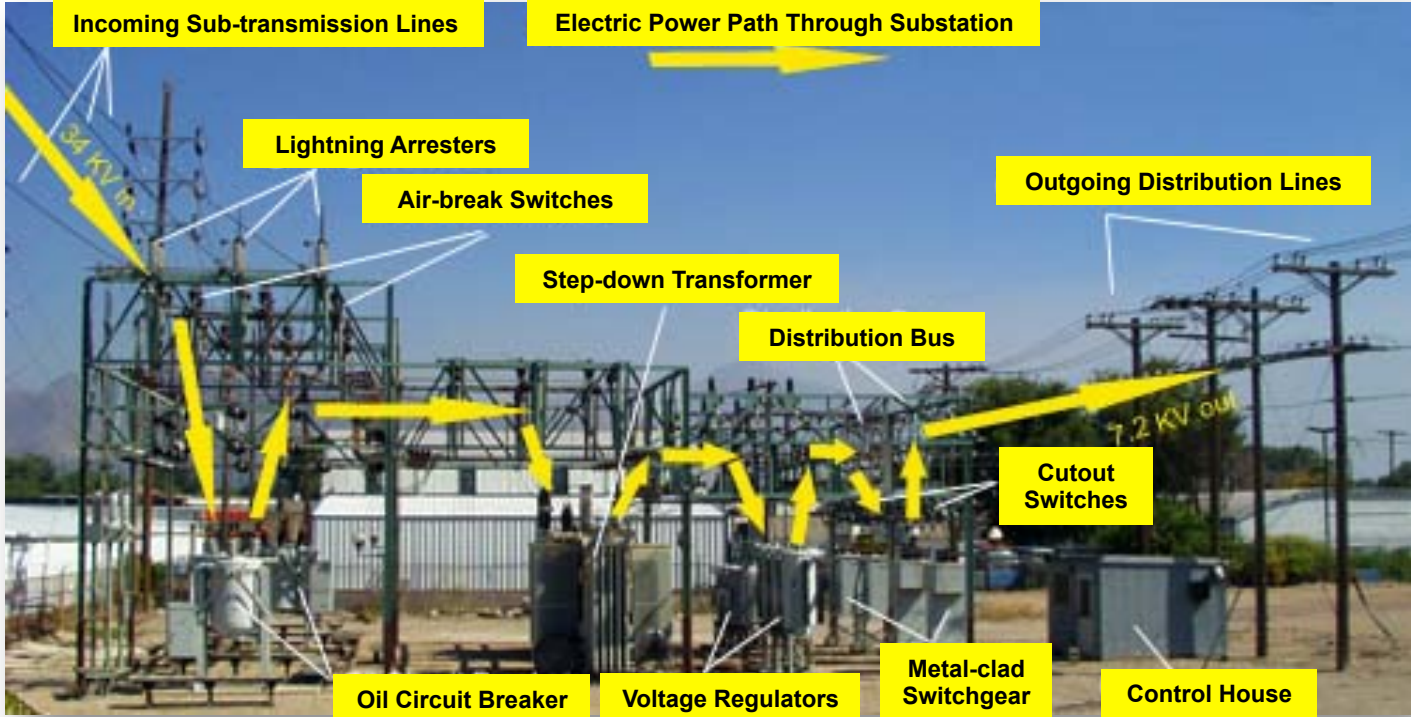 Incoming Sub-transmission Lines
Electric Power Path Through Substation
34 KV in
Lightning Arresters
Air-break Switches
Outgoing Distribution Lines
Step-down Transformer
Distribution Bus
7.2 KV out
Cutout
Switches
Oil Circuit Breaker
Voltage Regulators
Metal-clad
Switchgear
Control House